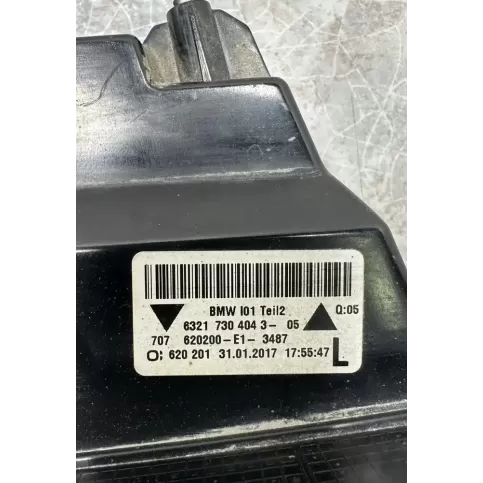 BMW I01 Teil2
Q:05
6321 730 404 3- 05
707 620200-E1- 3487
O: 620 201 31.01.2017 17:55:47
L